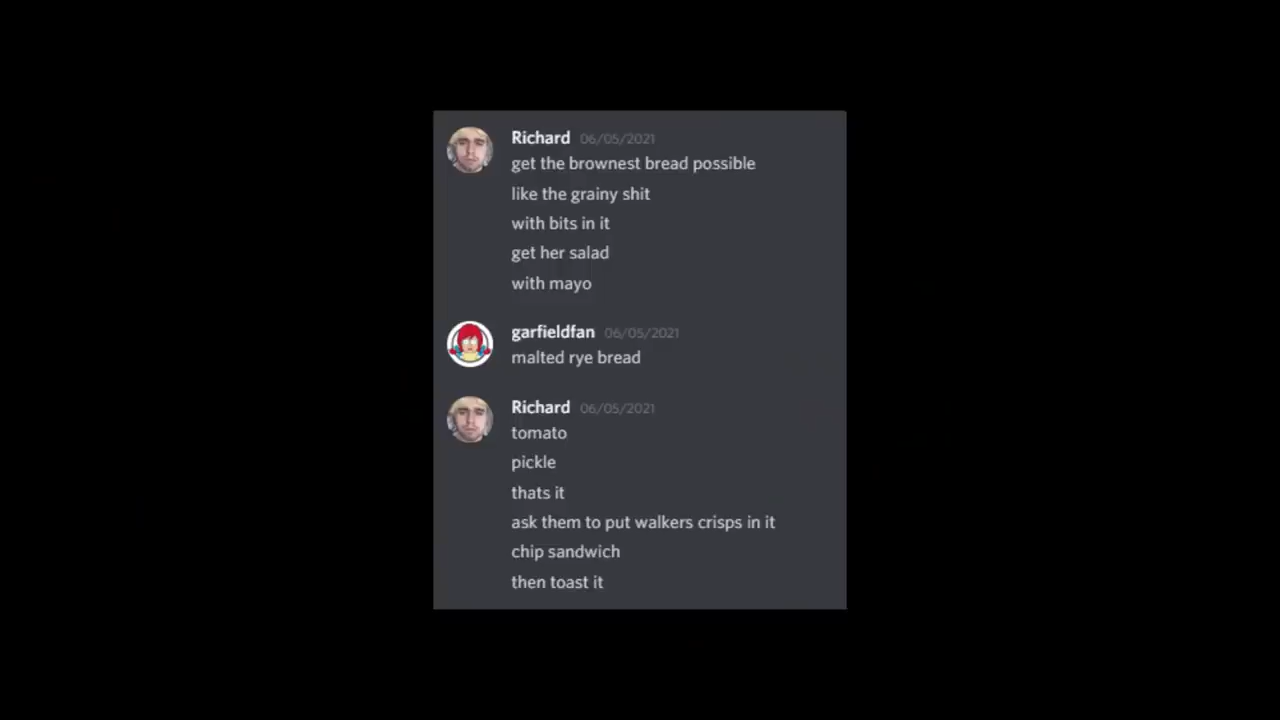 Richard 06/05/2021
get the brownest bread possible
like the grainy shit
with bits in it
get her salad
with mayo
garfieldfan 06/05/2021
malted rye bread
Richard 06/05/2021
tomato
pickle
thats it
ask them to put walkers crisps in it
chip sandwich
then toast it